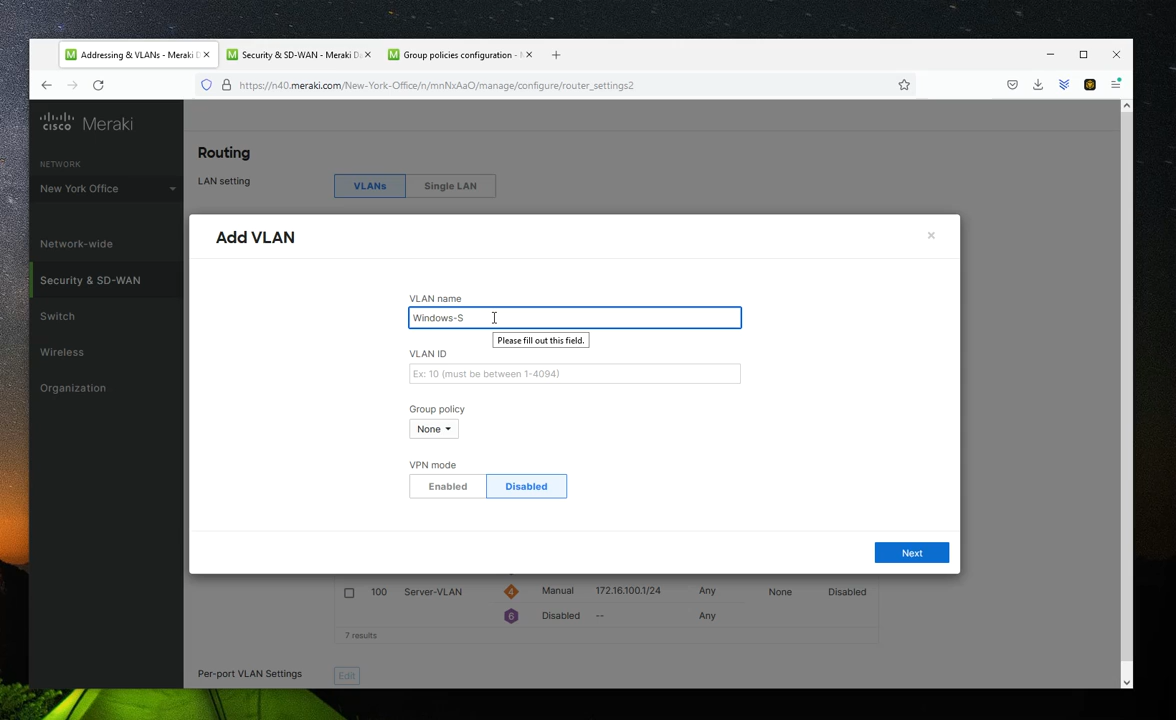 Addressing & VLANs - Meraki D
Security & SD-WAN - Meraki D
Group policies configuration -
https://n40.meraki.com/New-York-Office/n/mnNxAaO/manage/configure/router_settings2
CISCO Meraki
NETWORK
New York Office
Network-wide
Security & SD-WAN
Switch
Wireless
Organization
Routing
LAN setting
VLANs
Single LAN
Add VLAN
VLAN name
Windows-S
Please fill out this field.
VLAN ID
Ex: 10 (must be between 1-4094)
Group policy
None
VPN mode
Enabled
Disabled
Next
100 Server-VLAN 4 Manual 172.16.100.1/24 Any None Disabled
6 Disabled -- Any
7 results
Per-port VLAN Settings
Edit